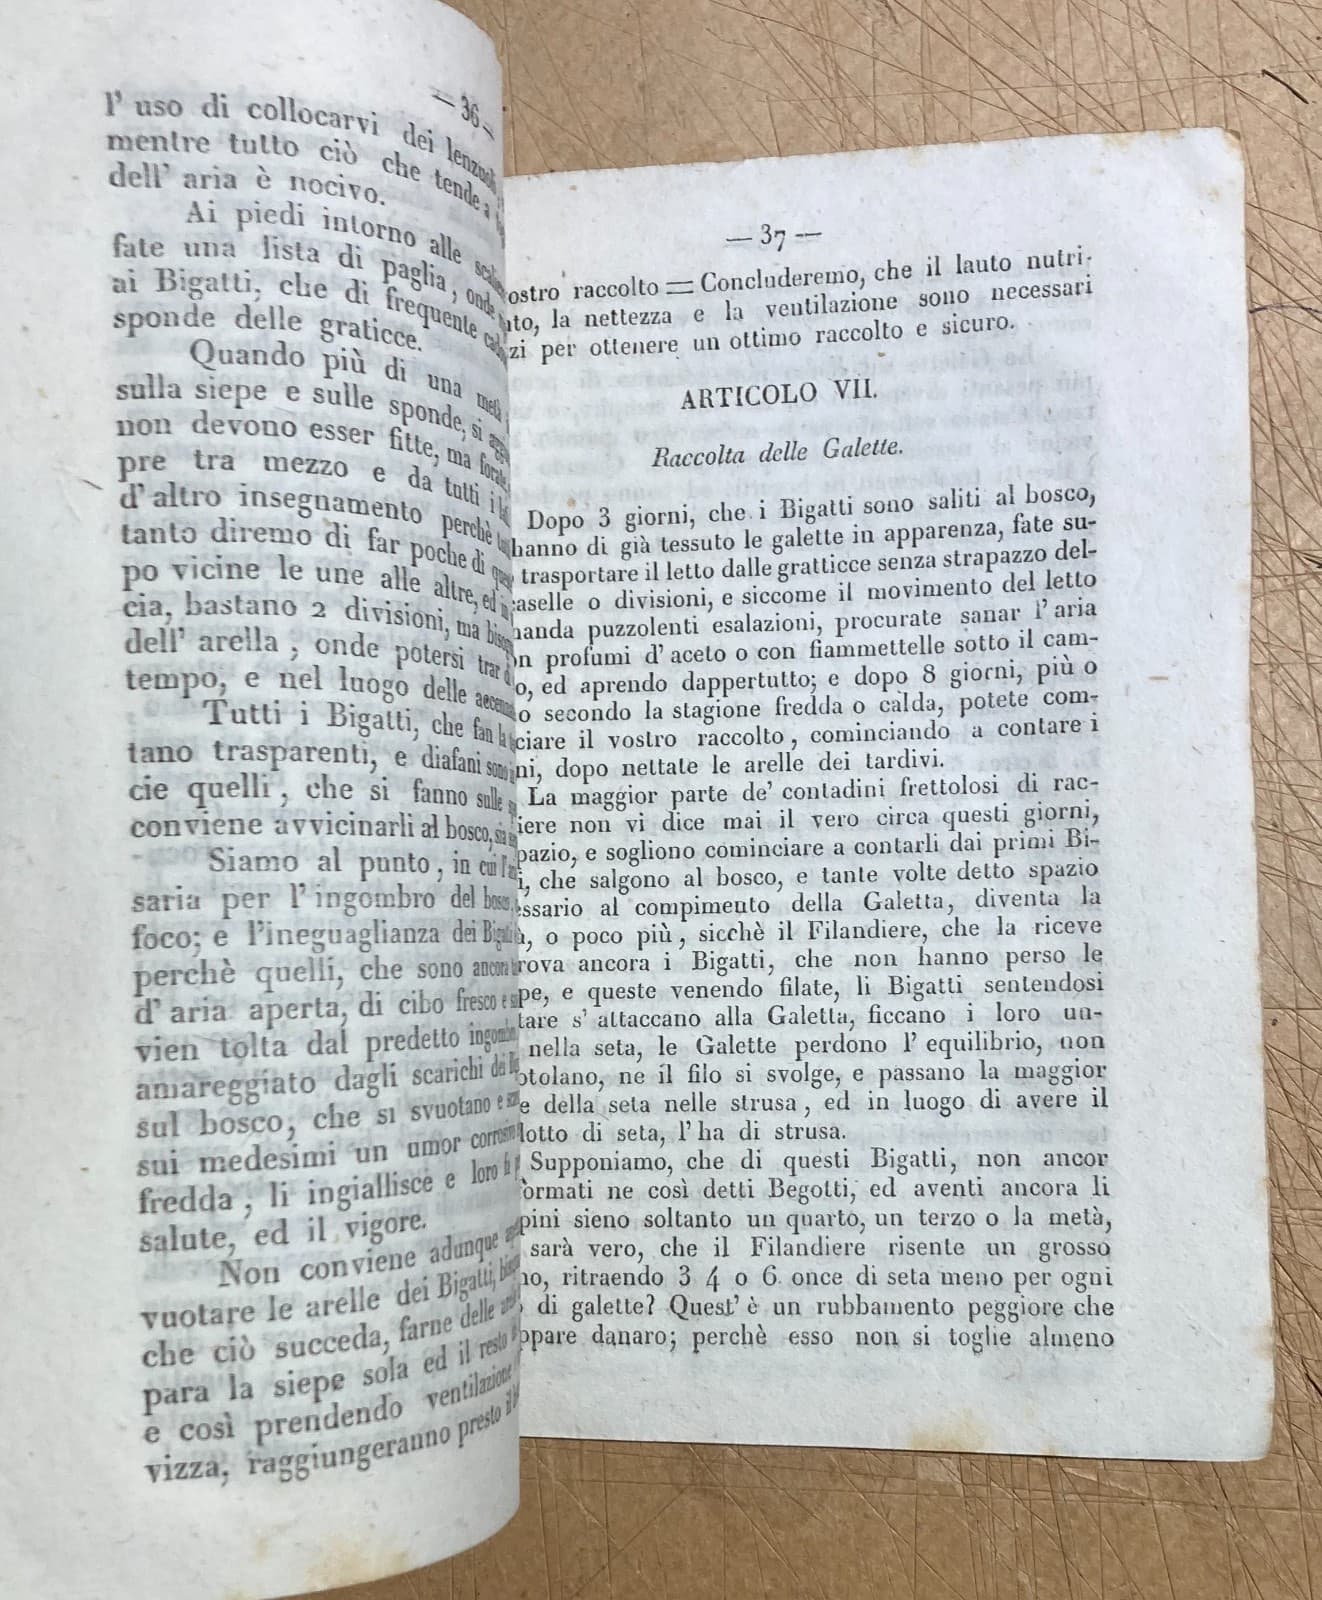 — 36 —
l' uso di collocarvi dei lenzuoli
mentre tutto ciò che tende a
dell' aria è nocivo.
Ai piedi intorno alle
fate una lista di paglia, onde
ai Bigatti, che di frequente
sponde delle graticce.
Quando più di una metà
sulla siepe e sulle sponde, si
non devono esser fitte, ma
pre tra mezzo e da tutti i
d'altro insegnamento perchè
tanto diremo di far poche di
po vicine le une alle altre, ed in
cia, bastano 2 divisioni, ma
dell' arella, onde potersi trar
tempo, e nel luogo delle
Tutti i Bigatti, che fan la
tano trasparenti, e diafani sono
cie quelli, che si fanno sulle
conviene avvicinarli al bosco, sia
Siamo al punto, in cui
saria per l'ingombro del bosco
foco; e l'ineguaglianza dei
perchè quelli, che sono ancora
d'aria aperta, di cibo fresco e
vien tolta dal predetto
amareggiato dagli scarichi dei
sul bosco, che si svuotano e
sui medesimi un umor
fredda, li ingiallisce e loro
salute, ed il vigore.
Non conviene adunque
vuotare le arelle dei Bigatti,
che ciò succeda, farne delle
para la siepe sola ed il resto
e così prendendo ventilazione
vizza, raggiungeranno presto il
— 37 —
ostro raccolto = Concluderemo, che il lauto nutri-
nto, la nettezza e la ventilazione sono necessari
zi per ottenere un ottimo raccolto e sicuro.
ARTICOLO VII.
Raccolta delle Galette.
Dopo 3 giorni, che i Bigatti sono saliti al bosco,
hanno di già tessuto le galette in apparenza, fate su-
trasportare il letto dalle gratticce senza strapazzo del-
caselle o divisioni, e siccome il movimento del letto
manda puzzolenti esalazioni, procurate sanar l'aria
on profumi d'aceto o con fiammettelle sotto il cam-
o, ed aprendo dappertutto; e dopo 8 giorni, più o
o secondo la stagione fredda o calda, potete com-
ciare il vostro raccolto, cominciando a contare i
ni, dopo nettate le arelle dei tardivi.
La maggior parte de' contadini frettolosi di rac-
iere non vi dice mai il vero circa questi giorni,
pazio, e sogliono cominciare a contarli dai primi Bi-
i, che salgono al bosco, e tante volte detto spazio
essario al compimento della Galetta, diventa la
à, o poco più, sicchè il Filandiere, che la riceve
rova ancora i Bigatti, che non hanno perso le
pe, e queste venendo filate, li Bigatti sentendosi
tare s' attaccano alla Galetta, ficcano i loro un-
nella seta, le Galette perdono l' equilibrio, non
otolano, ne il filo si svolge, e passano la maggior
e della seta nelle strusa, ed in luogo di avere il
lotto di seta, l'ha di strusa.
Supponiamo, che di questi Bigatti, non ancor
formati ne così detti Begotti, ed aventi ancora li
pini sieno soltanto un quarto, un terzo o la metà,
sarà vero, che il Filandiere risente un grosso
no, ritraendo 3 4 o 6 once di seta meno per ogni
di galette? Quest' è un rubbamento peggiore che
ppare danaro; perchè esso non si toglie almeno